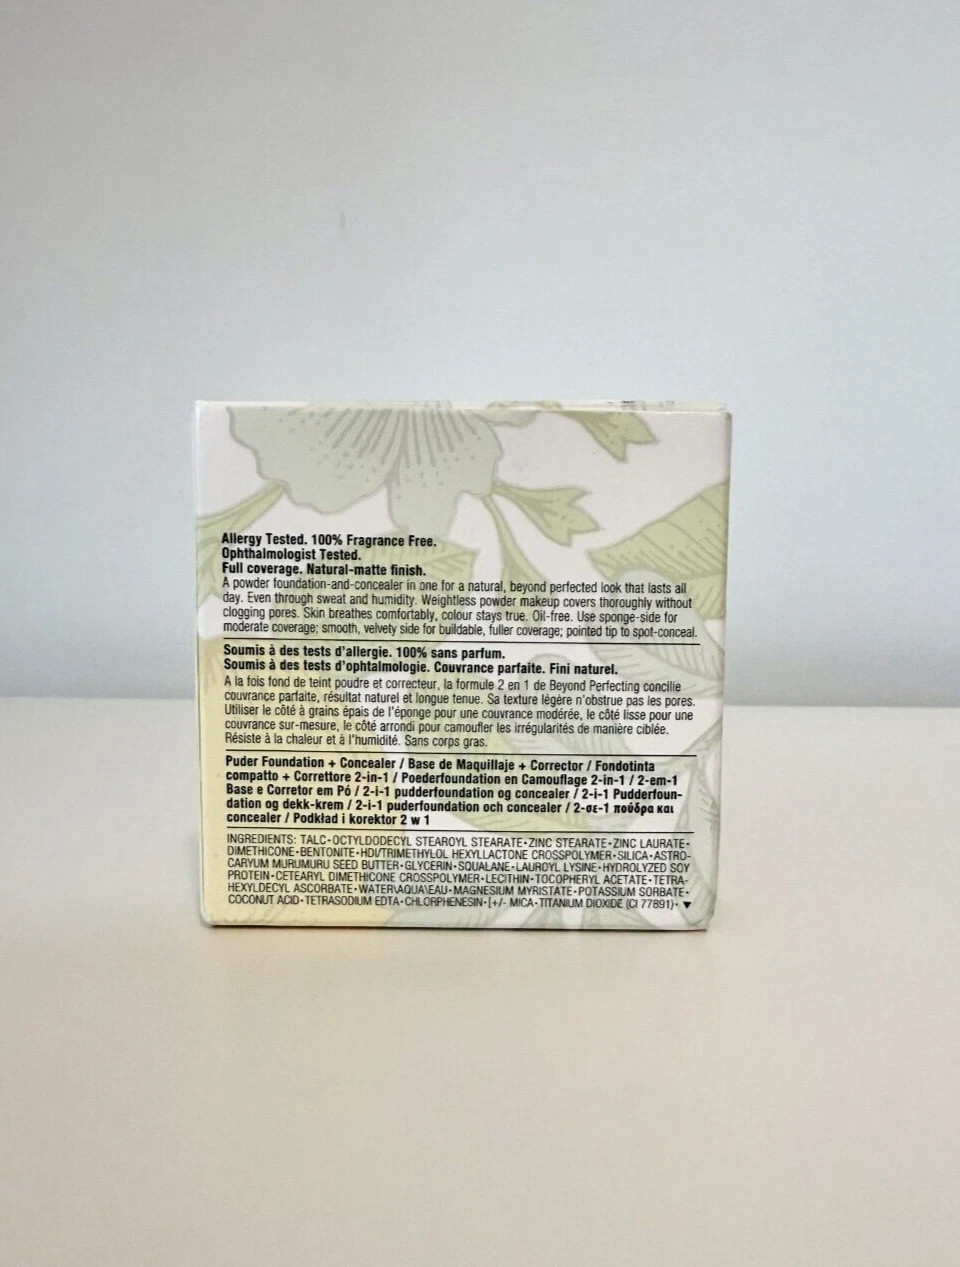 Allergy Tested. 100% Fragrance Free.
Ophthalmologist Tested.
Full coverage. Natural-matte finish.
A powder foundation-and-concealer in one for a natural, beyond perfected look that lasts all
day. Even through sweat and humidity. Weightless powder makeup covers thoroughly without
clogging pores. Skin breathes comfortably, colour stays true. Oil-free. Use sponge-side for
moderate coverage; smooth, velvety side for buildable, fuller coverage; pointed tip to spot-conceal.
Soumis à des tests d'allergie. 100% sans parfum.
Soumis à des tests d'ophtalmologie. Couvrance parfaite. Fini naturel.
A la fois fond de teint poudre et correcteur, la formule 2 en 1 de Beyond Perfecting concilie
couvrance parfaite, résultat naturel et longue tenue. Sa texture légère n'obstrue pas les pores.
Utiliser le côté à grains épais de l'éponge pour une couvrance modérée, le côté lisse pour une
couvrance sur-mesure, le côté arrondi pour camoufler les irrégularités de manière ciblée.
Résiste à la chaleur et à l'humidité. Sans corps gras.
Puder Foundation + Concealer / Base de Maquillaje + Corrector / Fondotinta
compatto + Correttore 2-in-1 / Poederfoundation en Camouflage 2-in-1 / 2-em-1
Base e Corretor em Pó / 2-i-1 pudderfoundation og concealer / 2-i-1 Pudderfoun-
dation og dekk-krem / 2-i-1 puderfoundation och concealer / 2-σε-1 πούδρα και
concealer / Podkład i korektor 2 w 1
INGREDIENTS: TALC•OCTYLDODECYL STEAROYL STEARATE•ZINC STEARATE•ZINC LAURATE•
DIMETHICONE•BENTONITE•HDI/TRIMETHYLOL HEXYLLACTONE CROSSPOLYMER•SILICA•ASTRO-
CARYUM MURUMURU SEED BUTTER•GLYCERIN•SQUALANE•LAUROYL LYSINE•HYDROLYZED SOY
PROTEIN•CETEARYL DIMETHICONE CROSSPOLYMER•LECITHIN•TOCOPHERYL ACETATE•TETRA-
HEXYLDECYL ASCORBATE•WATER\AQUA\EAU•MAGNESIUM MYRISTATE•POTASSIUM SORBATE•
COCONUT ACID•TETRASODIUM EDTA•CHLORPHENESIN•[+/- MICA•TITANIUM DIOXIDE (CI 77891)• ▼